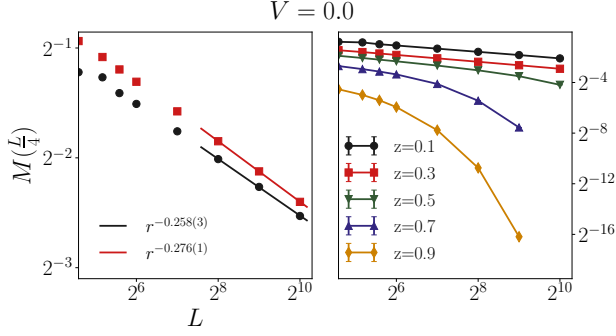 V = 0.0
M(L/4)
2^{-1}
2^{-2}
2^{-3}
r^{-0.258(3)}
r^{-0.276(1)}
2^6 2^8 2^{10}
L
z=0.1
z=0.3
z=0.5
z=0.7
z=0.9
2^{-4}
2^{-8}
2^{-12}
2^{-16}
2^6 2^8 2^{10}